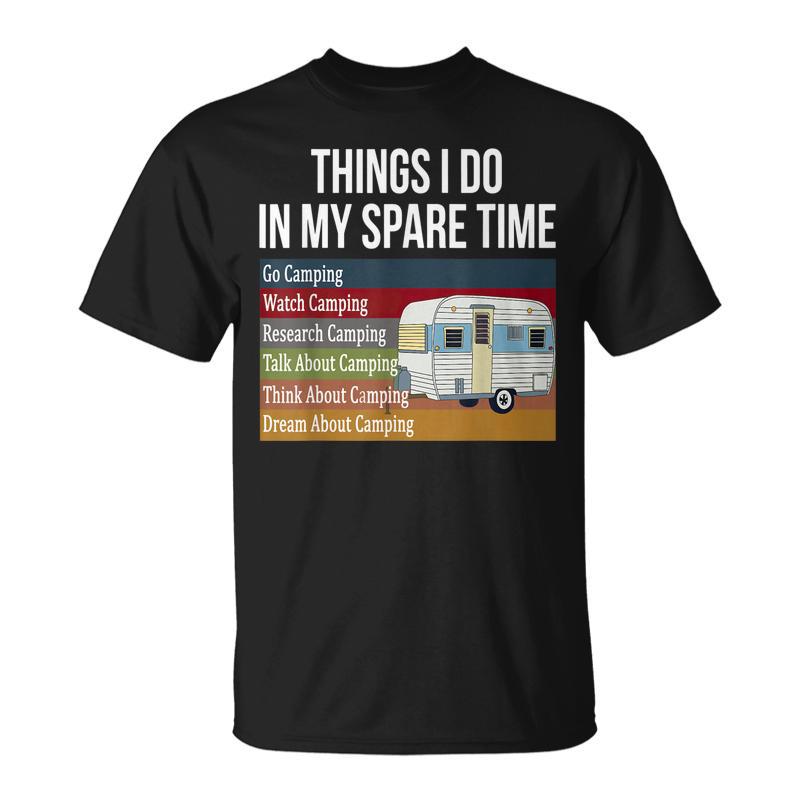 THINGS I DO
IN MY SPARE TIME
Go Camping
Watch Camping
Research Camping
Talk About Camping
Think About Camping
Dream About Camping